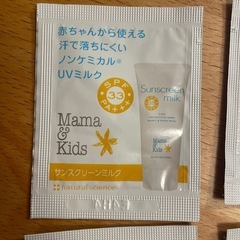 赤ちゃんから使える
汗で落ちにくい
ノンケミカル
UVミルク
SPF
33
PA+++
Sunscreen
milk
Mama
&
Kids
Mama
& Kids
サンスクリーンミルク
natural sciences